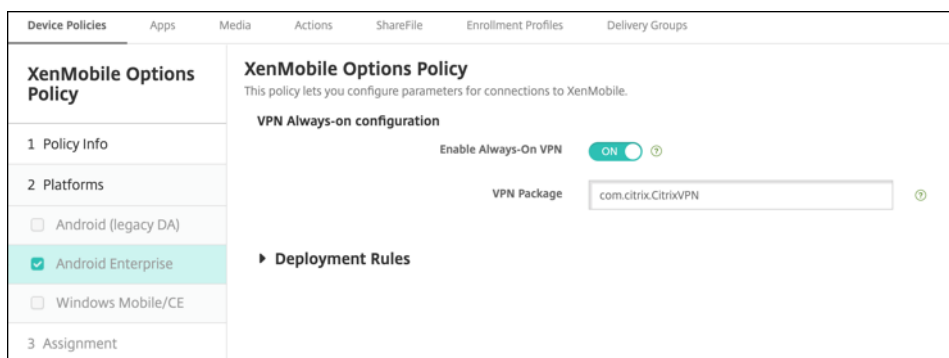 Device Policies Apps Media Actions ShareFile Enrollment Profiles Delivery Groups
XenMobile Options
Policy
1 Policy Info
2 Platforms
Android (legacy DA)
Android Enterprise
Windows Mobile/CE
3 Assignment
XenMobile Options Policy
This policy lets you configure parameters for connections to XenMobile.
VPN Always-on configuration
Enable Always-On VPN ON ?
VPN Package com.citrix.CitrixVPN ?
Deployment Rules